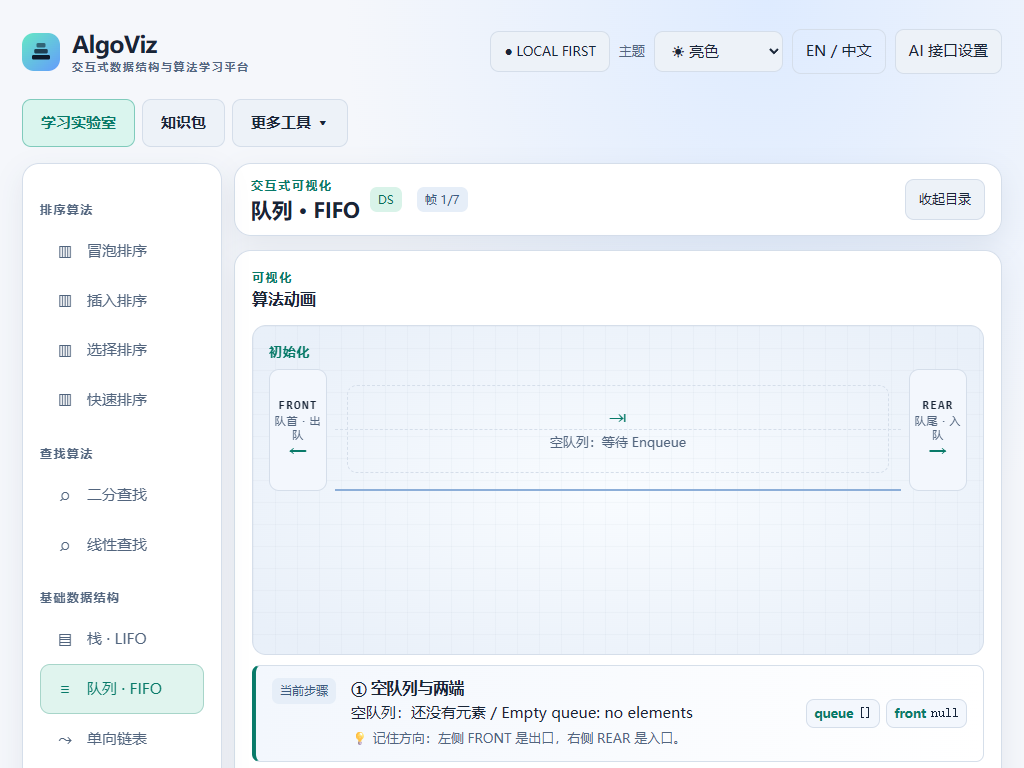 AlgoViz
交互式数据结构与算法学习平台
● LOCAL FIRST
主题
☀ 亮色
EN / 中文
AI 接口设置
学习实验室
知识包
更多工具 ▾
排序算法
▥ 冒泡排序
▥ 插入排序
▥ 选择排序
▥ 快速排序
查找算法
⌕ 二分查找
⌕ 线性查找
基础数据结构
▤ 栈 · LIFO
≡ 队列 · FIFO
⤳ 单向链表
交互式可视化
队列 • FIFO
DS
帧 1/7
收起目录
可视化
算法动画
初始化
FRONT
队首 · 出
队
←
⇥
空队列：等待 Enqueue
REAR
队尾 · 入
队
→
当前步骤
① 空队列与两端
空队列：还没有元素 / Empty queue: no elements
💡 记住方向：左侧 FRONT 是出口，右侧 REAR 是入口。
queue []
front null